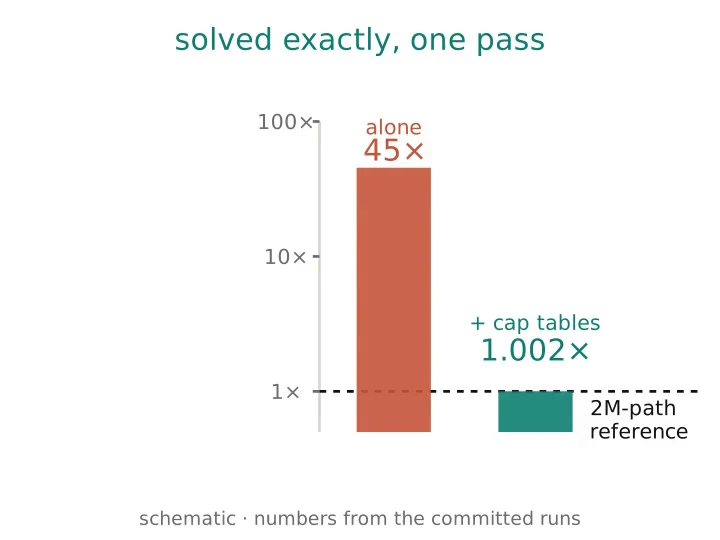 solved exactly, one pass
100×
alone
45×
10×
+ cap tables
1.002×
1×
2M-path
reference
schematic · numbers from the committed runs